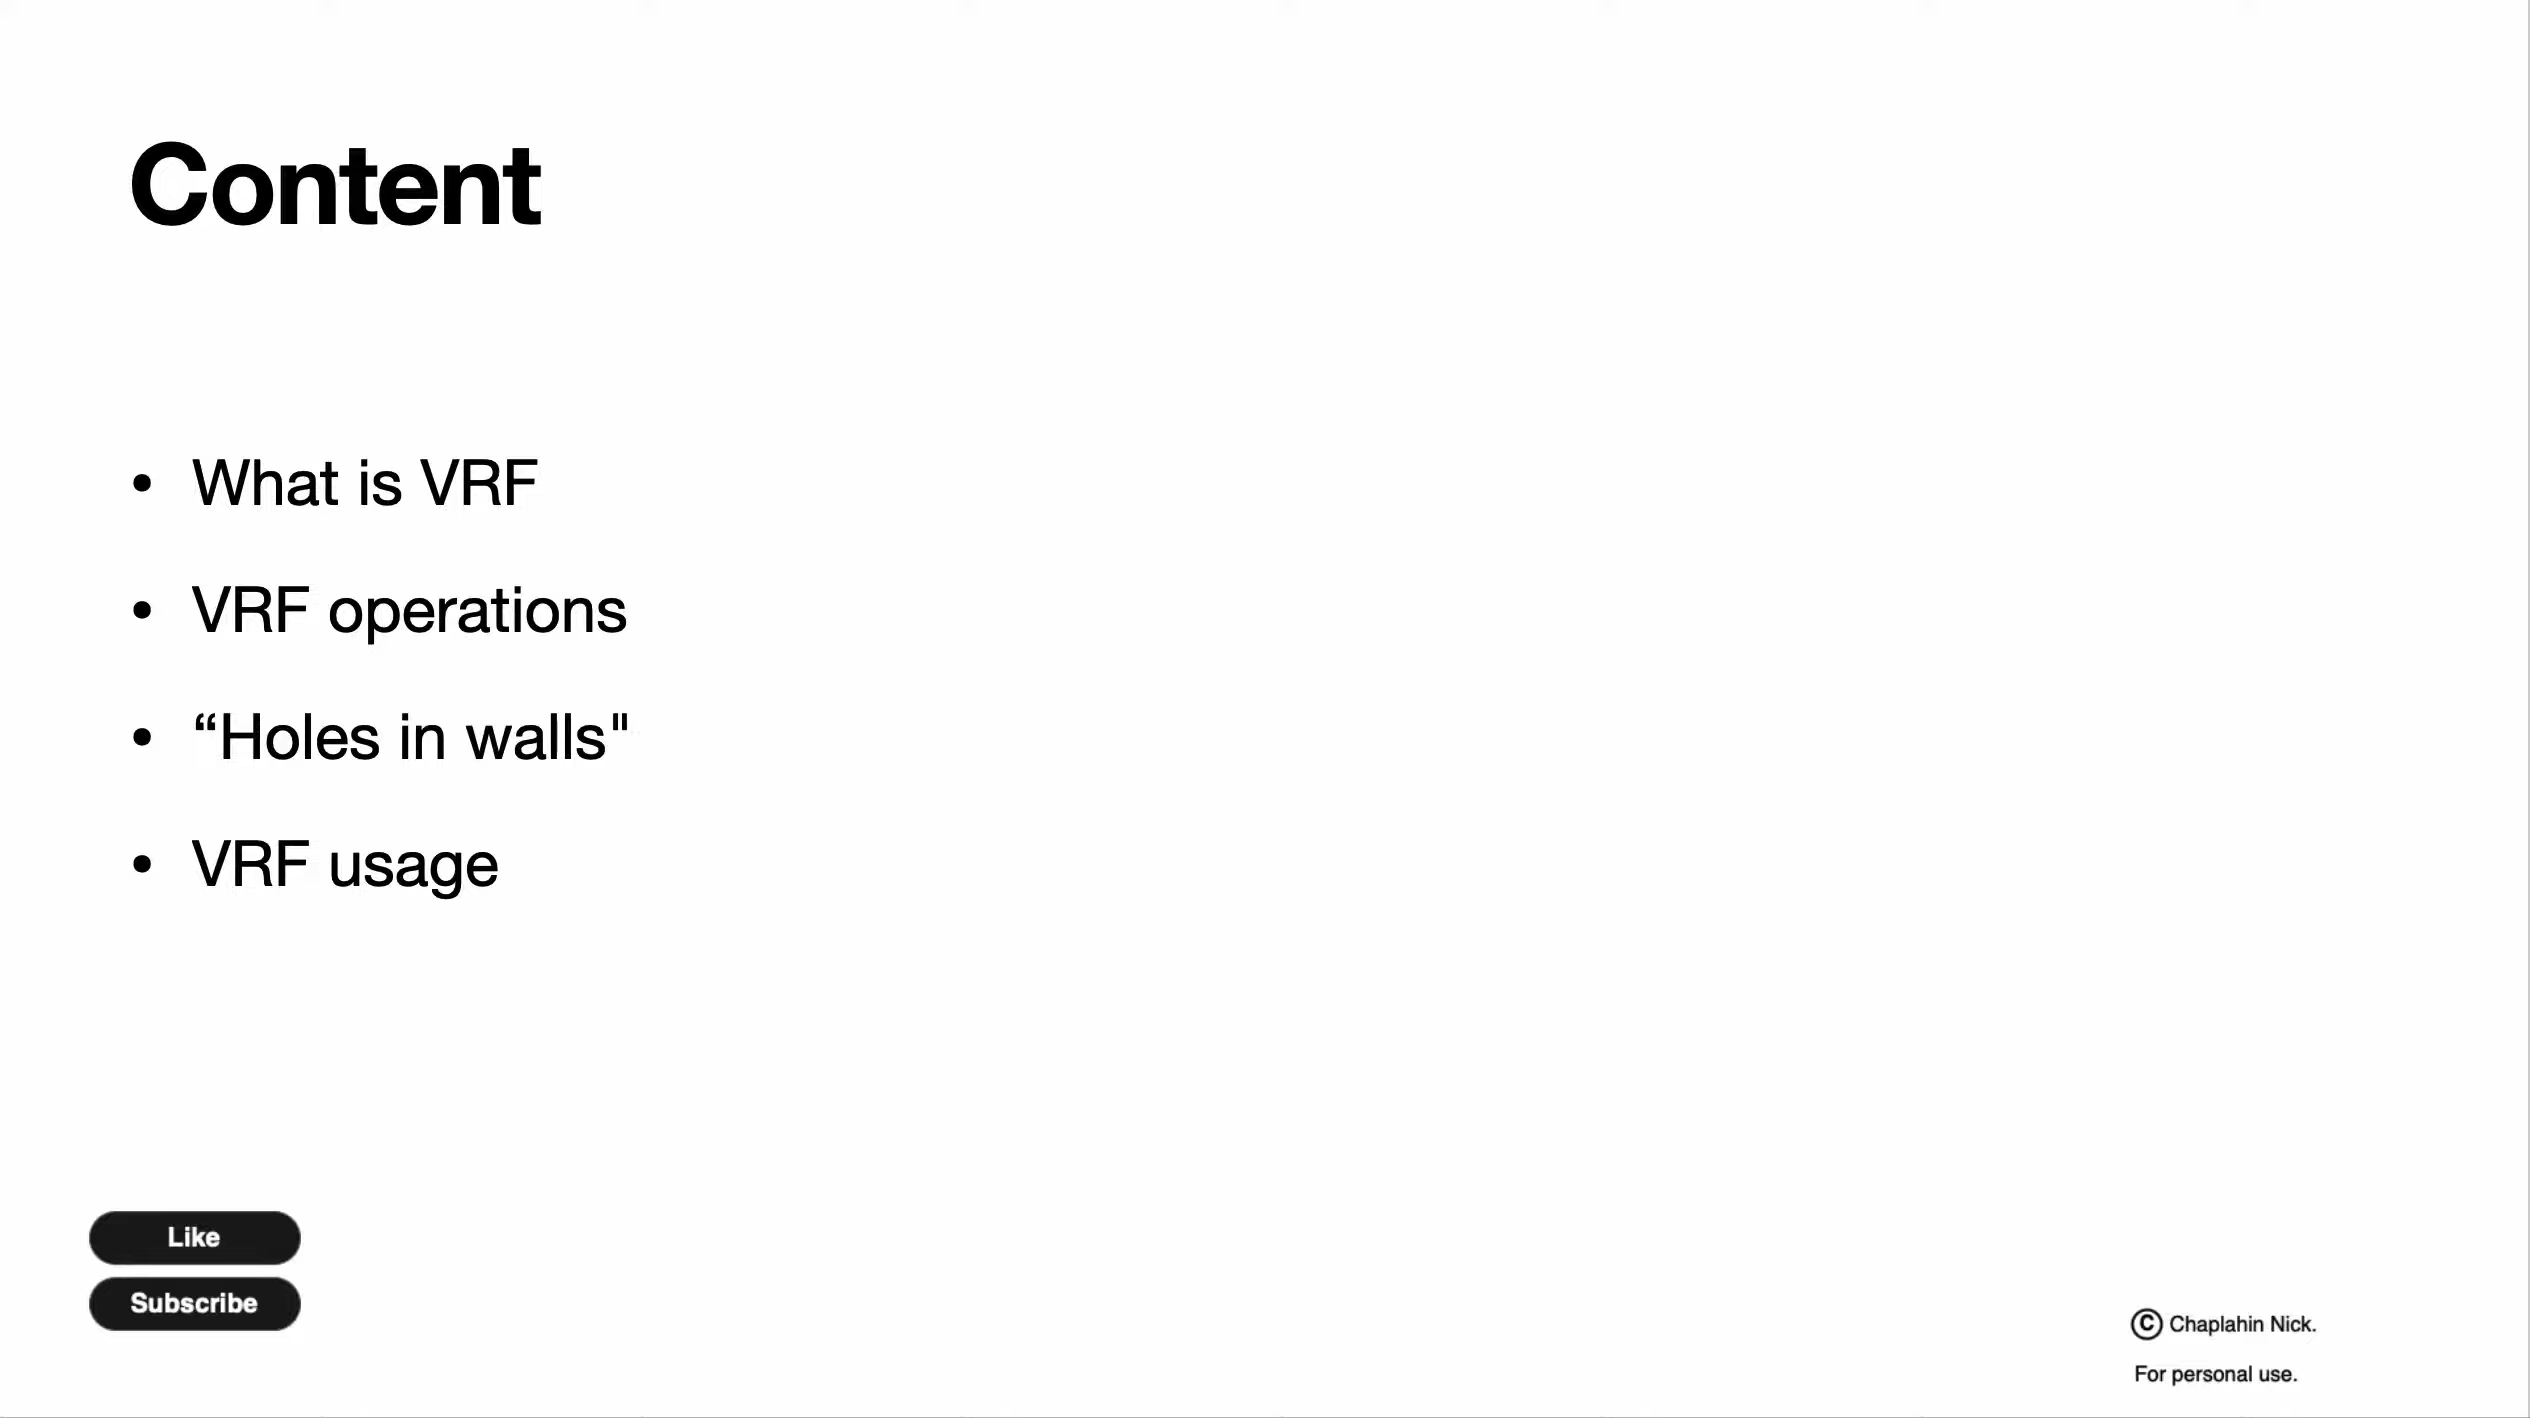 Content
• What is VRF
• VRF operations
• “Holes in walls"
• VRF usage
Like
Subscribe
© Chaplahin Nick.
For personal use.